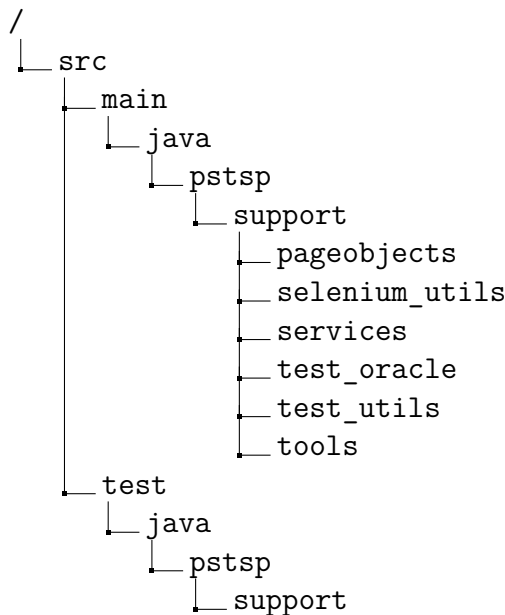 /
src
main
java
pstsp
support
pageobjects
selenium_utils
services
test_oracle
test_utils
tools
test
java
pstsp
support